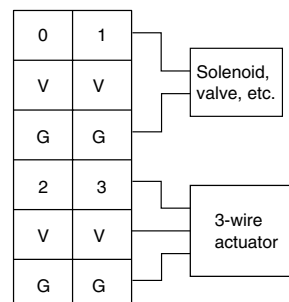 0 1
V V
G G
2 3
V V
G G
Solenoid,
valve, etc.
3-wire
actuator